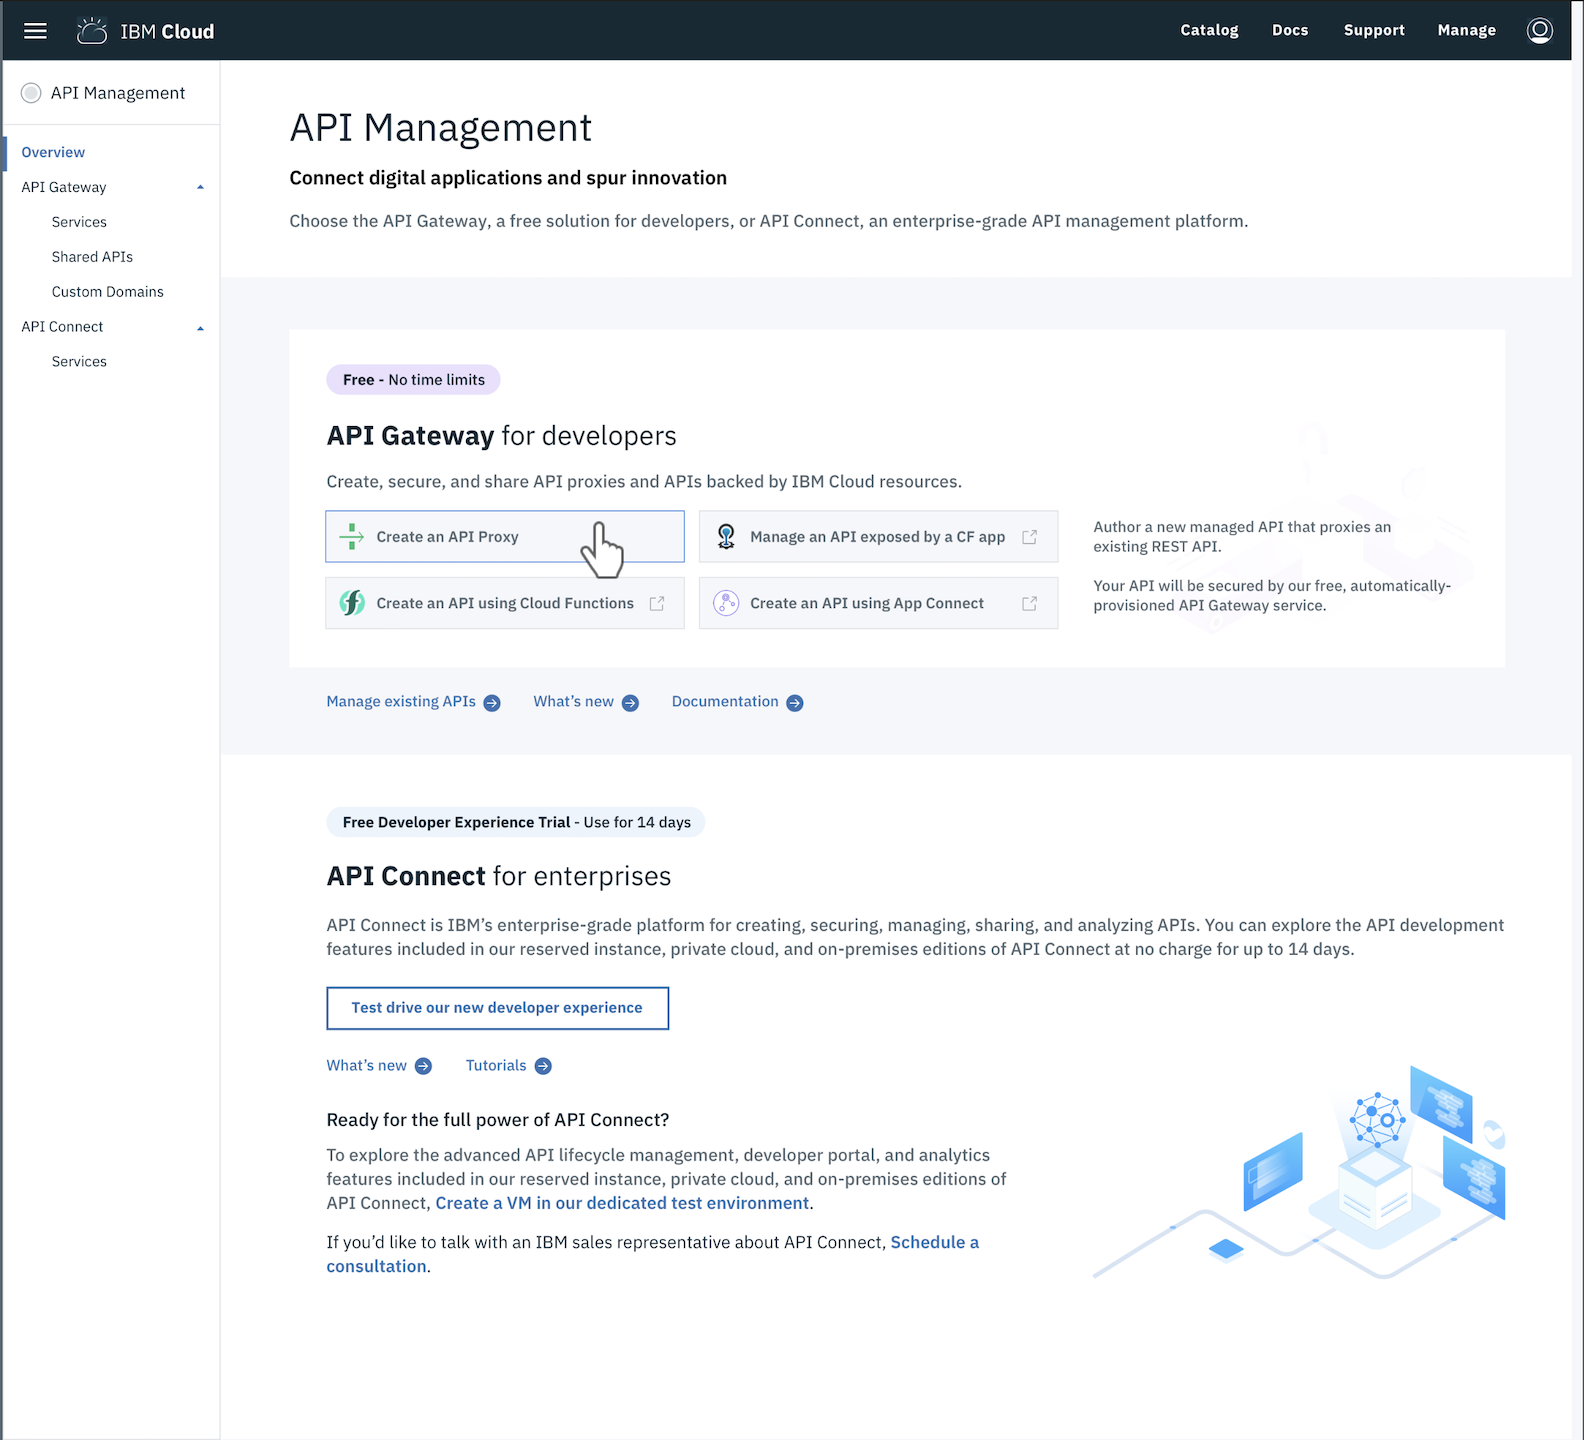 IBM Cloud
Catalog Docs Support Manage
API Management
Overview
API Gateway
Services
Shared APIs
Custom Domains
API Connect
Services
API Management
Connect digital applications and spur innovation
Choose the API Gateway, a free solution for developers, or API Connect, an enterprise-grade API management platform.
Free - No time limits
API Gateway for developers
Create, secure, and share API proxies and APIs backed by IBM Cloud resources.
Create an API Proxy
Manage an API exposed by a CF app
Create an API using Cloud Functions
Create an API using App Connect
Author a new managed API that proxies an
existing REST API.
Your API will be secured by our free, automatically-
provisioned API Gateway service.
Manage existing APIs What's new Documentation
Free Developer Experience Trial - Use for 14 days
API Connect for enterprises
API Connect is IBM's enterprise-grade platform for creating, securing, managing, sharing, and analyzing APIs. You can explore the API development
features included in our reserved instance, private cloud, and on-premises editions of API Connect at no charge for up to 14 days.
Test drive our new developer experience
What's new Tutorials
Ready for the full power of API Connect?
To explore the advanced API lifecycle management, developer portal, and analytics
features included in our reserved instance, private cloud, and on-premises editions of
API Connect, Create a VM in our dedicated test environment.
If you'd like to talk with an IBM sales representative about API Connect, Schedule a
consultation.